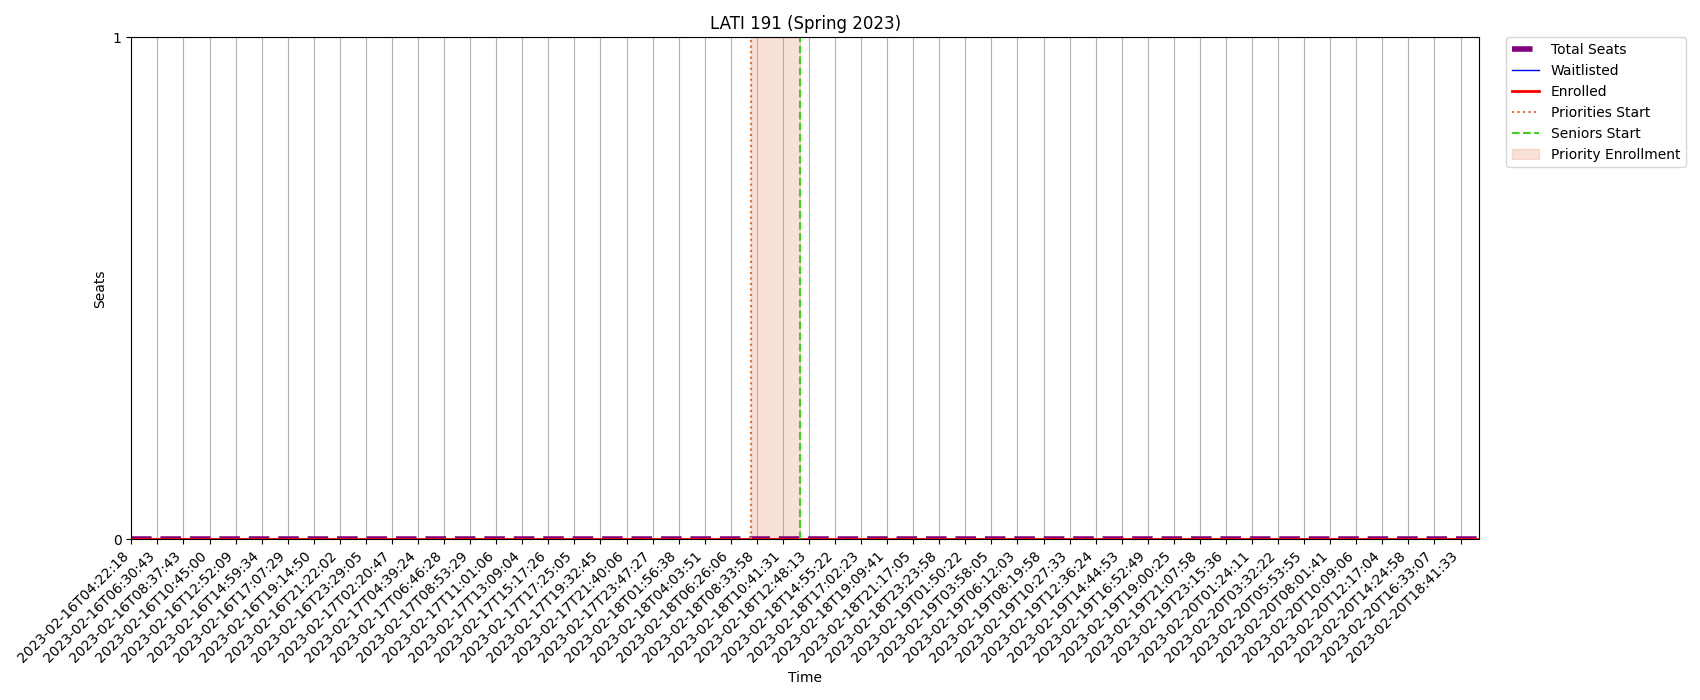 LATI 191 (Spring 2023)
1
0
Seats
Total Seats
Waitlisted
Enrolled
Priorities Start
Seniors Start
Priority Enrollment
2023-02-16T04:22:18
2023-02-16T06:30:43
2023-02-16T08:37:43
2023-02-16T10:45:00
2023-02-16T12:52:09
2023-02-16T14:59:34
2023-02-16T17:07:29
2023-02-16T19:14:50
2023-02-16T21:22:02
2023-02-16T23:29:05
2023-02-17T02:20:47
2023-02-17T04:39:24
2023-02-17T06:46:28
2023-02-17T08:53:29
2023-02-17T11:01:06
2023-02-17T13:09:04
2023-02-17T15:17:26
2023-02-17T17:25:05
2023-02-17T19:32:45
2023-02-17T21:40:06
2023-02-17T23:47:27
2023-02-18T01:56:38
2023-02-18T04:03:51
2023-02-18T06:26:06
2023-02-18T08:33:58
2023-02-18T10:41:31
2023-02-18T12:48:13
2023-02-18T14:55:22
2023-02-18T17:02:23
2023-02-18T19:09:41
2023-02-18T21:17:05
2023-02-18T23:23:58
2023-02-19T01:50:22
2023-02-19T03:58:05
2023-02-19T06:12:03
2023-02-19T08:19:58
2023-02-19T10:27:33
2023-02-19T12:36:24
2023-02-19T14:44:53
2023-02-19T16:52:49
2023-02-19T19:00:25
2023-02-19T21:07:58
2023-02-19T23:15:36
2023-02-20T01:24:11
2023-02-20T03:32:22
2023-02-20T05:53:55
2023-02-20T08:01:41
2023-02-20T10:09:06
2023-02-20T12:17:04
2023-02-20T14:24:58
2023-02-20T16:33:07
2023-02-20T18:41:33
Time